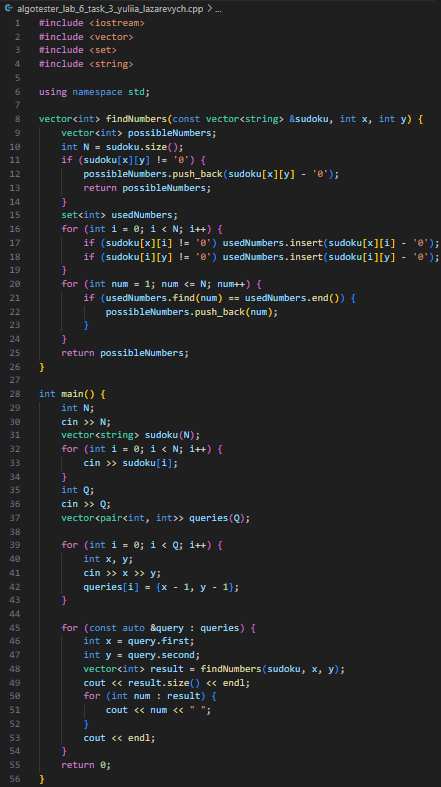 algotester_lab_6_task_3_yuliia_lazarevych.cpp > ...
1 #include <iostream>
2 #include <vector>
3 #include <set>
4 #include <string>
5
6 using namespace std;
7
8 vector<int> findNumbers(const vector<string> &sudoku, int x, int y) {
9     vector<int> possibleNumbers;
10     int N = sudoku.size();
11     if (sudoku[x][y] != '0') {
12         possibleNumbers.push_back(sudoku[x][y] - '0');
13         return possibleNumbers;
14     }
15     set<int> usedNumbers;
16     for (int i = 0; i < N; i++) {
17         if (sudoku[x][i] != '0') usedNumbers.insert(sudoku[x][i] - '0');
18         if (sudoku[i][y] != '0') usedNumbers.insert(sudoku[i][y] - '0');
19     }
20     for (int num = 1; num <= N; num++) {
21         if (usedNumbers.find(num) == usedNumbers.end()) {
22             possibleNumbers.push_back(num);
23         }
24     }
25     return possibleNumbers;
26 }
27
28 int main() {
29     int N;
30     cin >> N;
31     vector<string> sudoku(N);
32     for (int i = 0; i < N; i++) {
33         cin >> sudoku[i];
34     }
35     int Q;
36     cin >> Q;
37     vector<pair<int, int>> queries(Q);
38
39     for (int i = 0; i < Q; i++) {
40         int x, y;
41         cin >> x >> y;
42         queries[i] = {x - 1, y - 1};
43     }
44
45     for (const auto &query : queries) {
46         int x = query.first;
47         int y = query.second;
48         vector<int> result = findNumbers(sudoku, x, y);
49         cout << result.size() << endl;
50         for (int num : result) {
51             cout << num << " ";
52         }
53         cout << endl;
54     }
55     return 0;
56 }